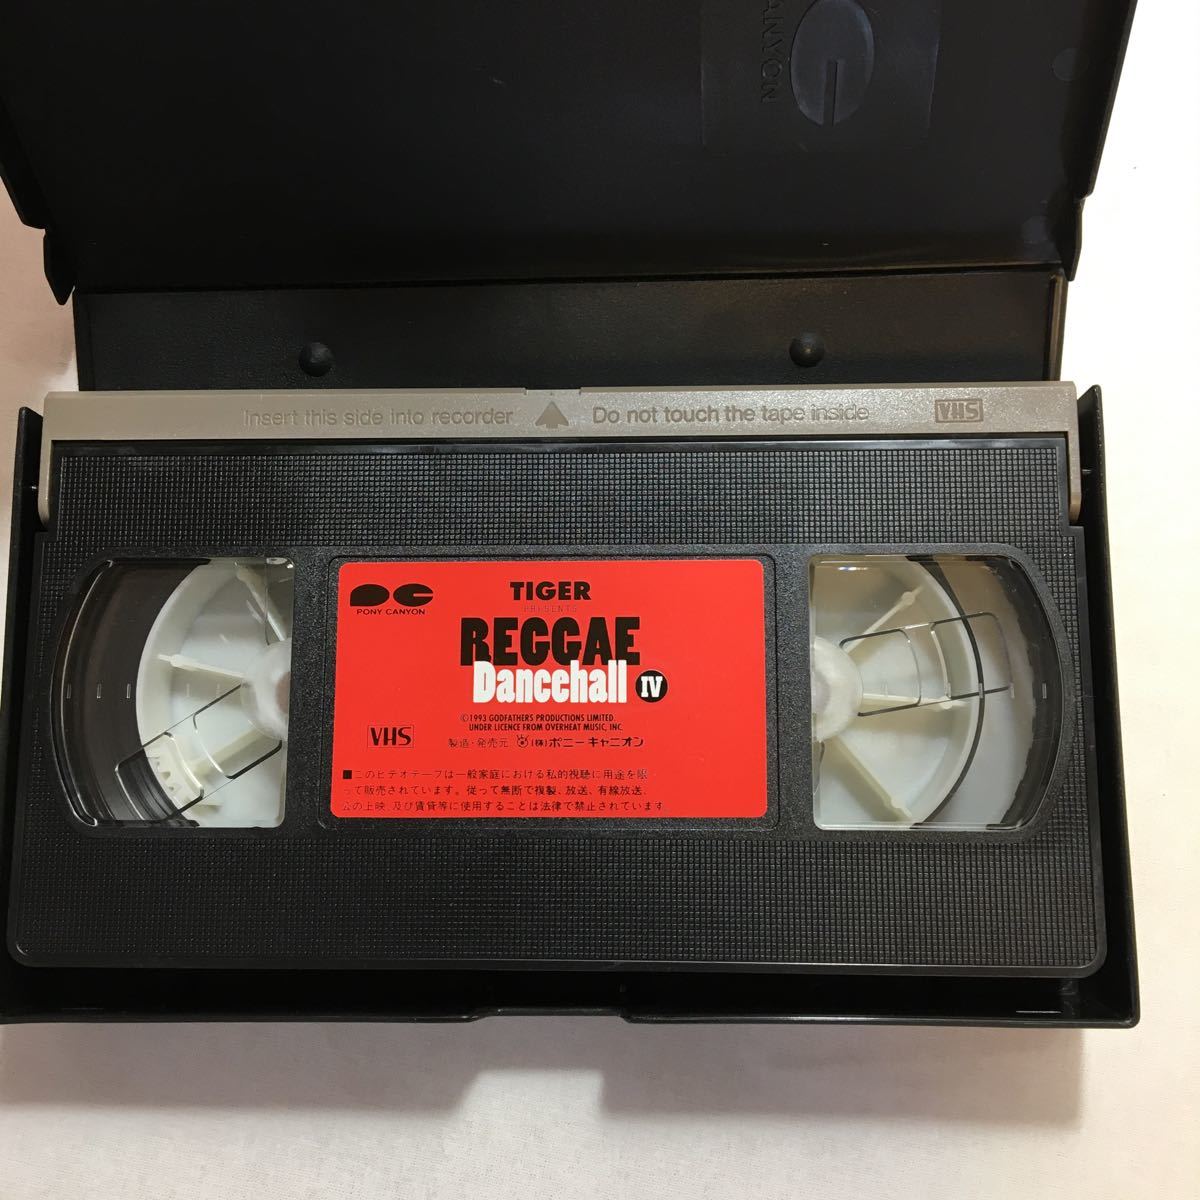 ANYON
Insert this side into recorder Do not touch the tape inside VHS
PONY CANYON
TIGER
PRESENTS
REGGAE
Dancehall IV
©1993 GODFATHERS PRODUCTIONS LIMITED.
UNDER LICENCE FROM OVERHEAT MUSIC, INC.
VHS
製造・発売元 (株)ポニーキャニオン
■このビデオテープは一般家庭における私的視聴に用途を限
って販売されています。従って無断で複製、放送、有線放送、
公の上映、及び賃貸等に使用することは法律で禁止されています